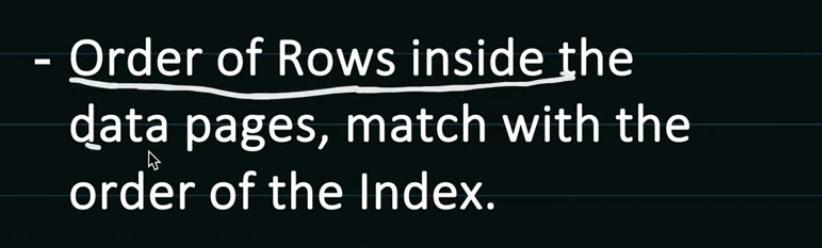 - Order of Rows inside the
data pages, match with the
order of the Index.